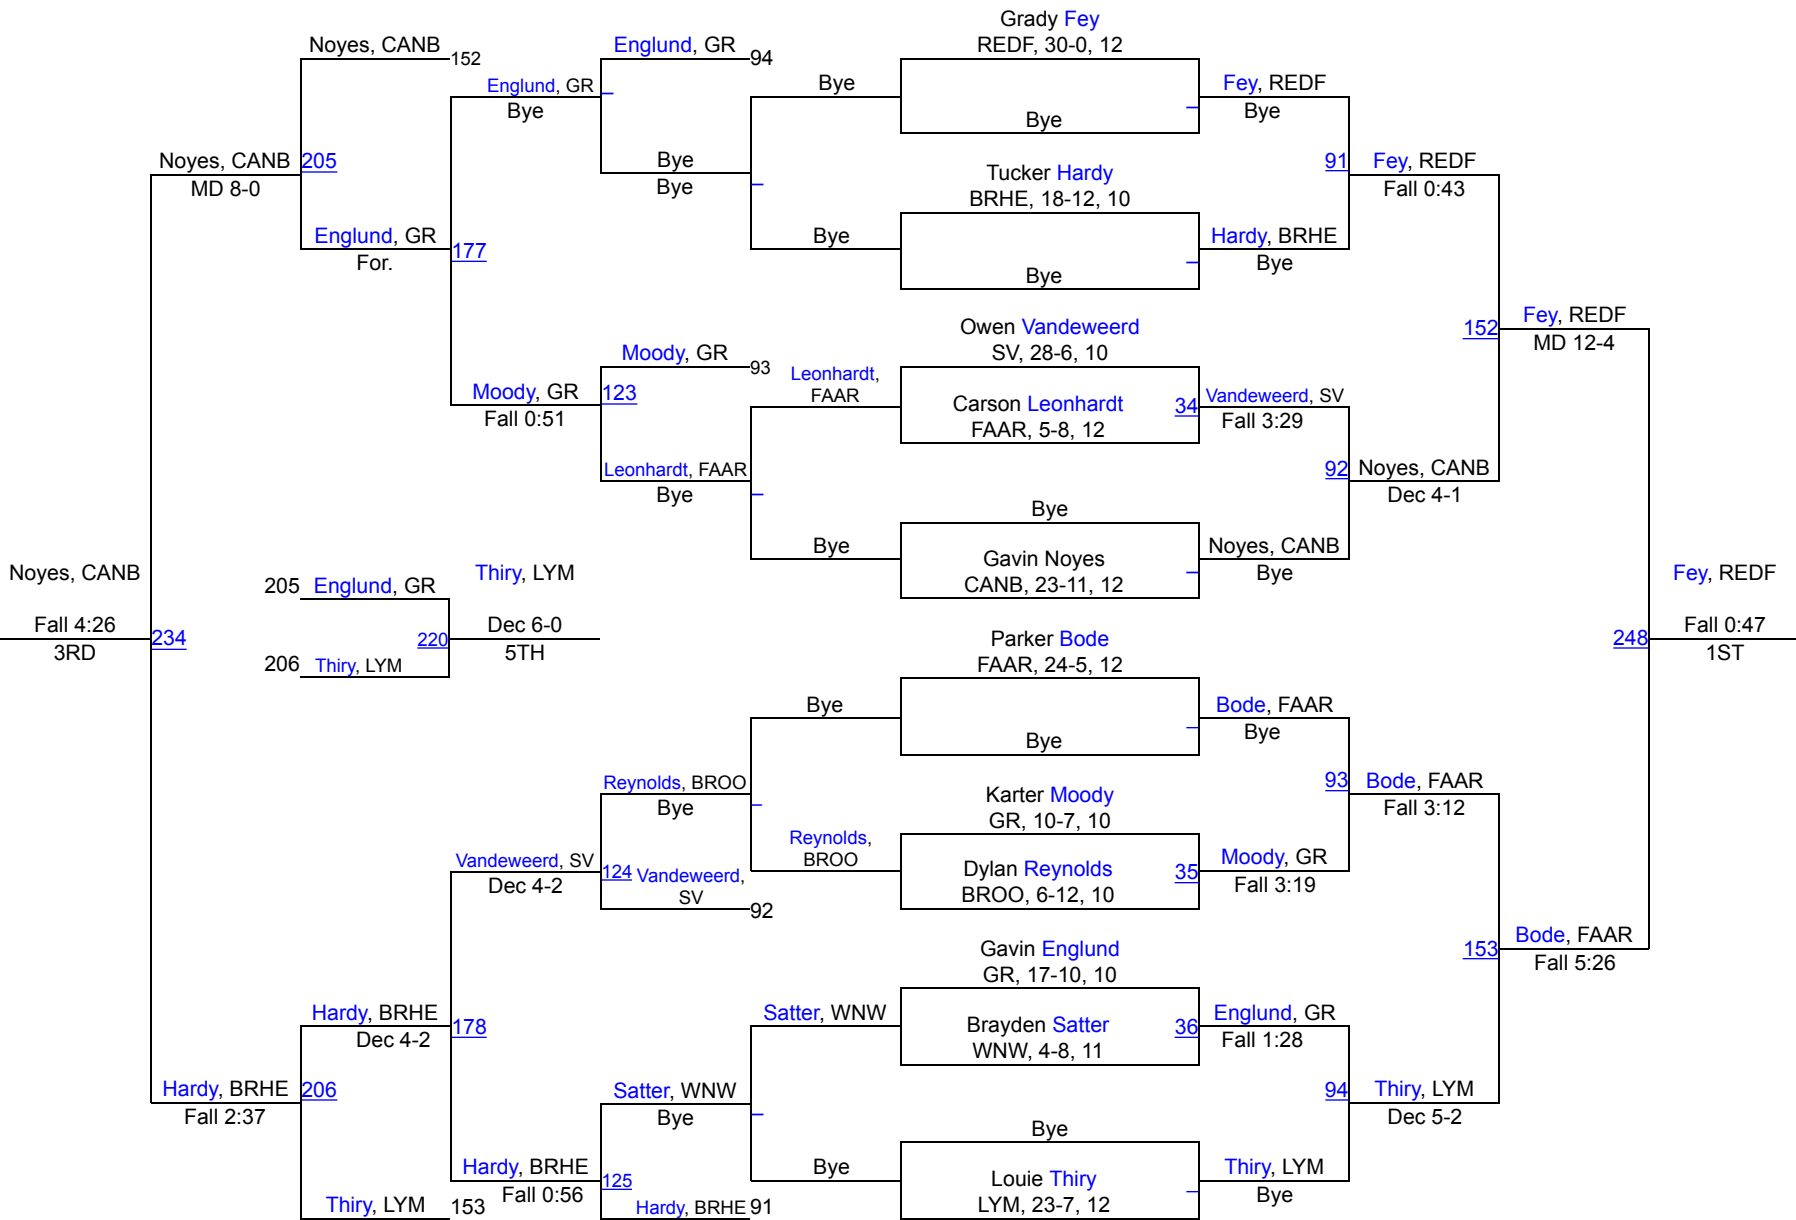 Grady Fey
REDF, 30-0, 12
Noyes, CANB
152
Englund, GR
94
Englund, GR
Bye
Bye
Fey, REDF
Bye
Bye
Noyes, CANB
205
MD 8-0
Bye
Bye
Tucker Hardy
BRHE, 18-12, 10
91
Fey, REDF
Fall 0:43
Englund, GR
For.
177
Bye
Bye
Hardy, BRHE
Bye
Owen Vandeweerd
SV, 28-6, 10
152
Fey, REDF
MD 12-4
Moody, GR
93
Leonhardt,
FAAR
Moody, GR
123
Fall 0:51
Carson Leonhardt
FAAR, 5-8, 12
34
Vandeweerd, SV
Fall 3:29
Leonhardt, FAAR
Bye
92
Noyes, CANB
Dec 4-1
Bye
Bye
Gavin Noyes
CANB, 23-11, 12
Noyes, CANB
Bye
Noyes, CANB
Fall 4:26
3RD
234
205
Englund, GR
Thiry, LYM
220
Dec 6-0
5TH
206
Thiry, LYM
Fey, REDF
248
Fall 0:47
1ST
Parker Bode
FAAR, 24-5, 12
Bye
Bye
Bode, FAAR
Bye
Reynolds, BROO
Bye
Karter Moody
GR, 10-7, 10
93
Bode, FAAR
Fall 3:12
Reynolds,
BROO
Dylan Reynolds
BROO, 6-12, 10
35
Moody, GR
Fall 3:19
Vandeweerd, SV
Dec 4-2
124
Vandeweerd,
SV
92
Gavin Englund
GR, 17-10, 10
153
Bode, FAAR
Fall 5:26
Hardy, BRHE
Dec 4-2
178
Satter, WNW
Brayden Satter
WNW, 4-8, 11
36
Englund, GR
Fall 1:28
Hardy, BRHE
206
Fall 2:37
Satter, WNW
Bye
94
Thiry, LYM
Dec 5-2
Bye
Hardy, BRHE
Fall 0:56
125
Bye
Louie Thiry
LYM, 23-7, 12
Thiry, LYM
Bye
Thiry, LYM
153
Hardy, BRHE
91